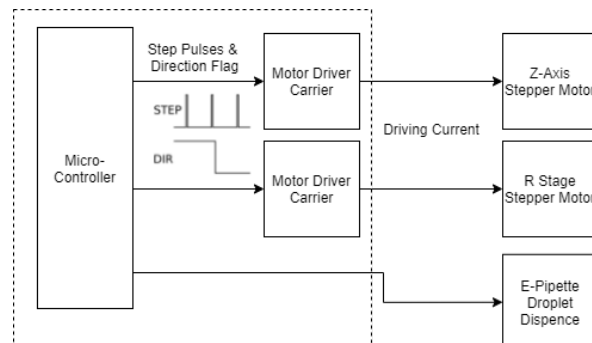 Step Pulses &
Direction Flag
Motor Driver
Carrier
Z-Axis
Stepper Motor
STEP
DIR
Driving Current
Micro-
Controller
Motor Driver
Carrier
R Stage
Stepper Motor
E-Pipette
Droplet
Dispence